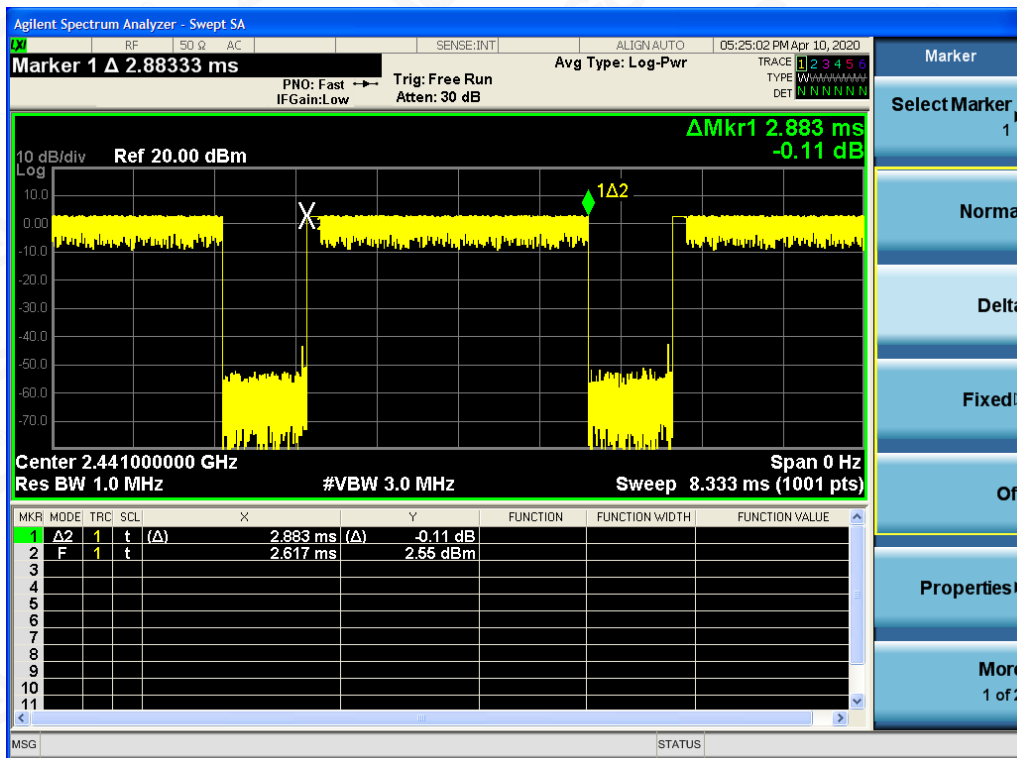 Agilent Spectrum Analyzer - Swept SA
LXI RF 50 Ω AC SENSE:INT ALIGN AUTO 05:25:02 PM Apr 10, 2020
Marker 1 Δ 2.88333 ms
Avg Type: Log-Pwr
TRACE 1 2 3 4 5 6
TYPE WWWWWW
DET N N N N N N
PNO: Fast
IFGain:Low
Trig: Free Run
Atten: 30 dB
ΔMkr1 2.883 ms
-0.11 dB
10 dB/div Ref 20.00 dBm
Log
10.0
0.00
-10.0
-20.0
-30.0
-40.0
-50.0
-60.0
-70.0
1Δ2
X2
Center 2.441000000 GHz Span 0 Hz
Res BW 1.0 MHz #VBW 3.0 MHz Sweep 8.333 ms (1001 pts)
MKR MODE TRC SCL X Y FUNCTION FUNCTION WIDTH FUNCTION VALUE
1 Δ2 1 t (Δ) 2.883 ms (Δ) -0.11 dB
2 F 1 t 2.617 ms 2.55 dBm
3
4
5
6
7
8
9
10
11
MSG STATUS
Marker
Select Marker
1
Norma
Delta
Fixed
Of
Properties
More
1 of 2